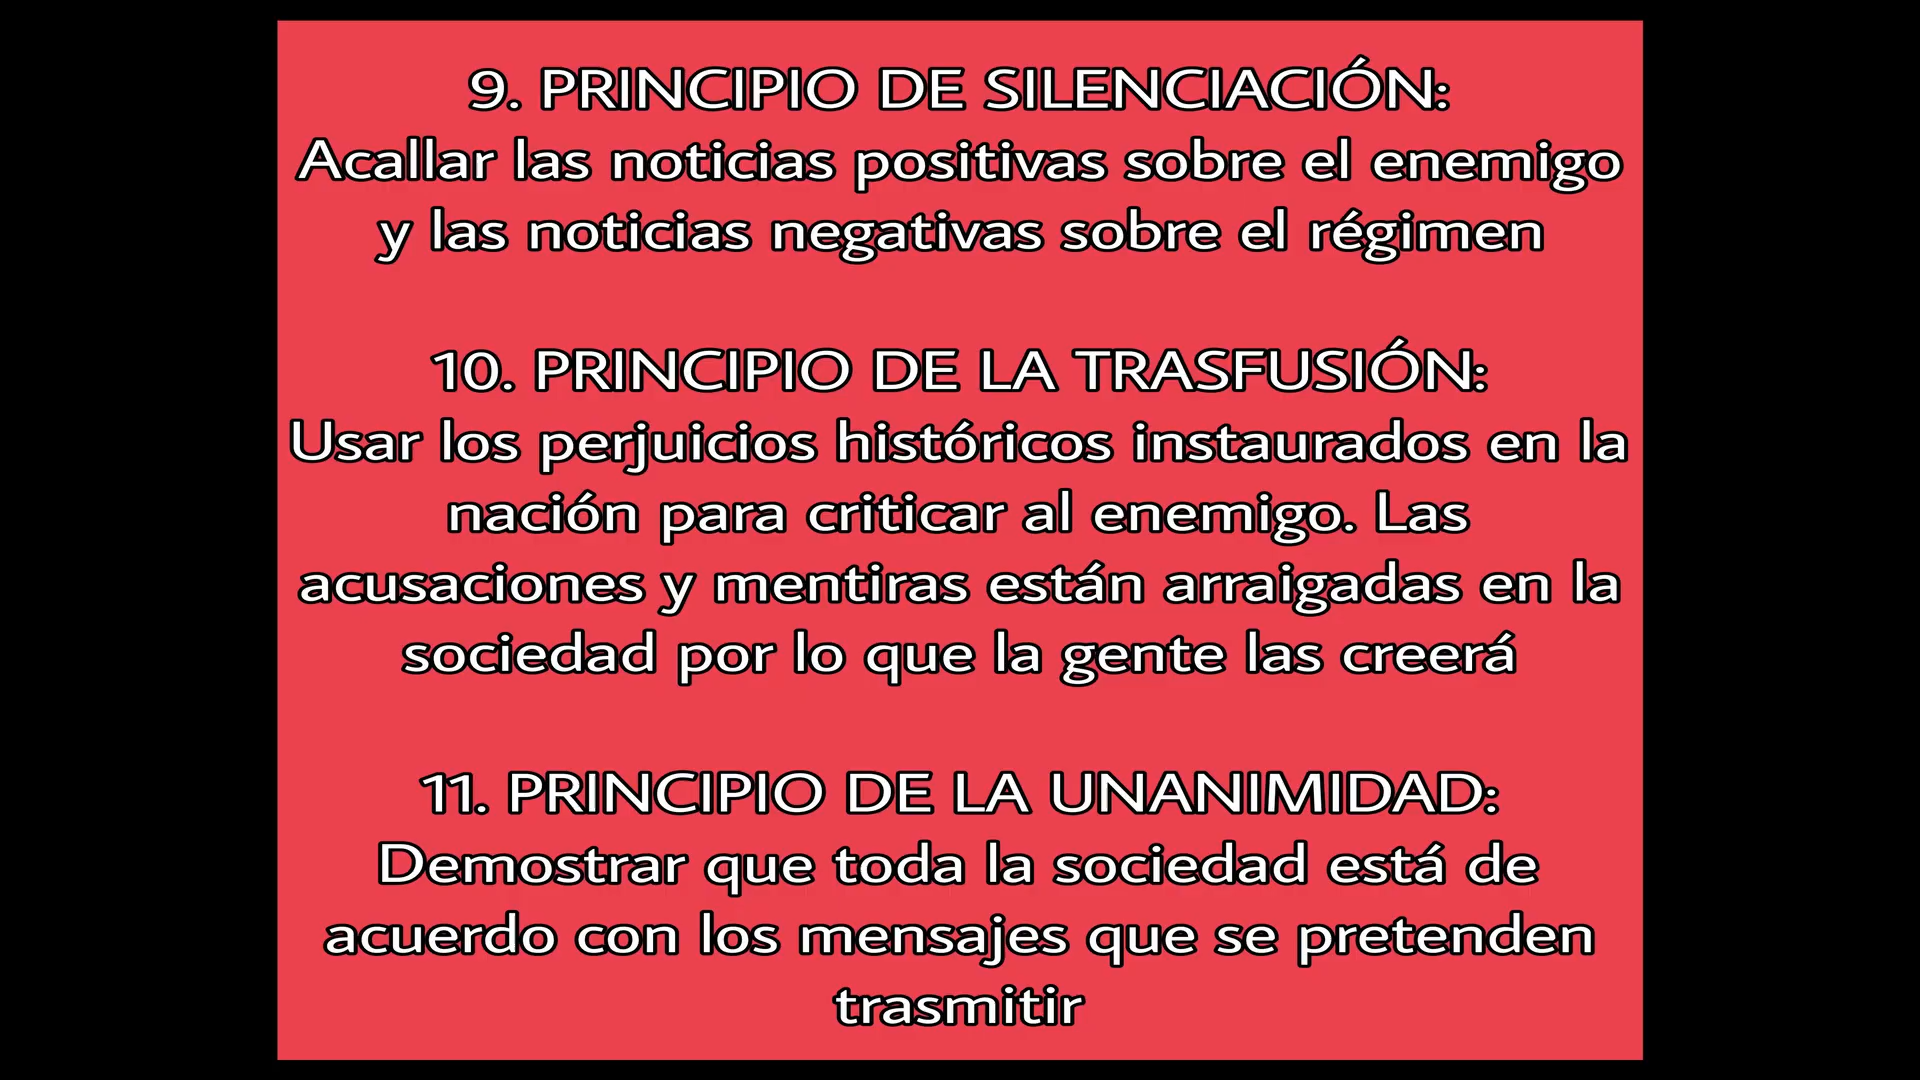 9. PRINCIPIO DE SILENCIACIÓN:
Acallar las noticias positivas sobre el enemigo
y las noticias negativas sobre el régimen
10. PRINCIPIO DE LA TRASFUSIÓN:
Usar los perjuicios históricos instaurados en la
nación para criticar al enemigo. Las
acusaciones y mentiras están arraigadas en la
sociedad por lo que la gente las creerá
11. PRINCIPIO DE LA UNANIMIDAD:
Demostrar que toda la sociedad está de
acuerdo con los mensajes que se pretenden
trasmitir